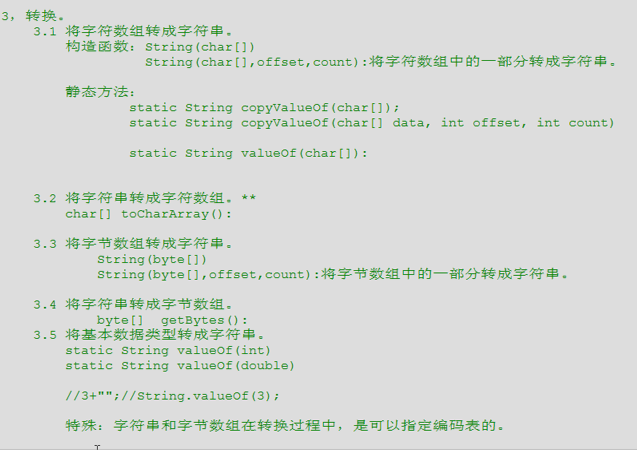 3，转换。
3.1 将字符数组转成字符串。
构造函数：String(char[])
String(char[],offset,count):将字符数组中的一部分转成字符串。
静态方法：
static String copyValueOf(char[]);
static String copyValueOf(char[] data, int offset, int count)
static String valueOf(char[]):
3.2 将字符串转成字符数组。**
char[] toCharArray():
3.3 将字节数组转成字符串。
String(byte[])
String(byte[],offset,count):将字节数组中的一部分转成字符串。
3.4 将字符串转成字节数组。
byte[]  getBytes():
3.5 将基本数据类型转成字符串。
static String valueOf(int)
static String valueOf(double)
//3+"";//String.valueOf(3);
特殊：字符串和字节数组在转换过程中，是可以指定编码表的。